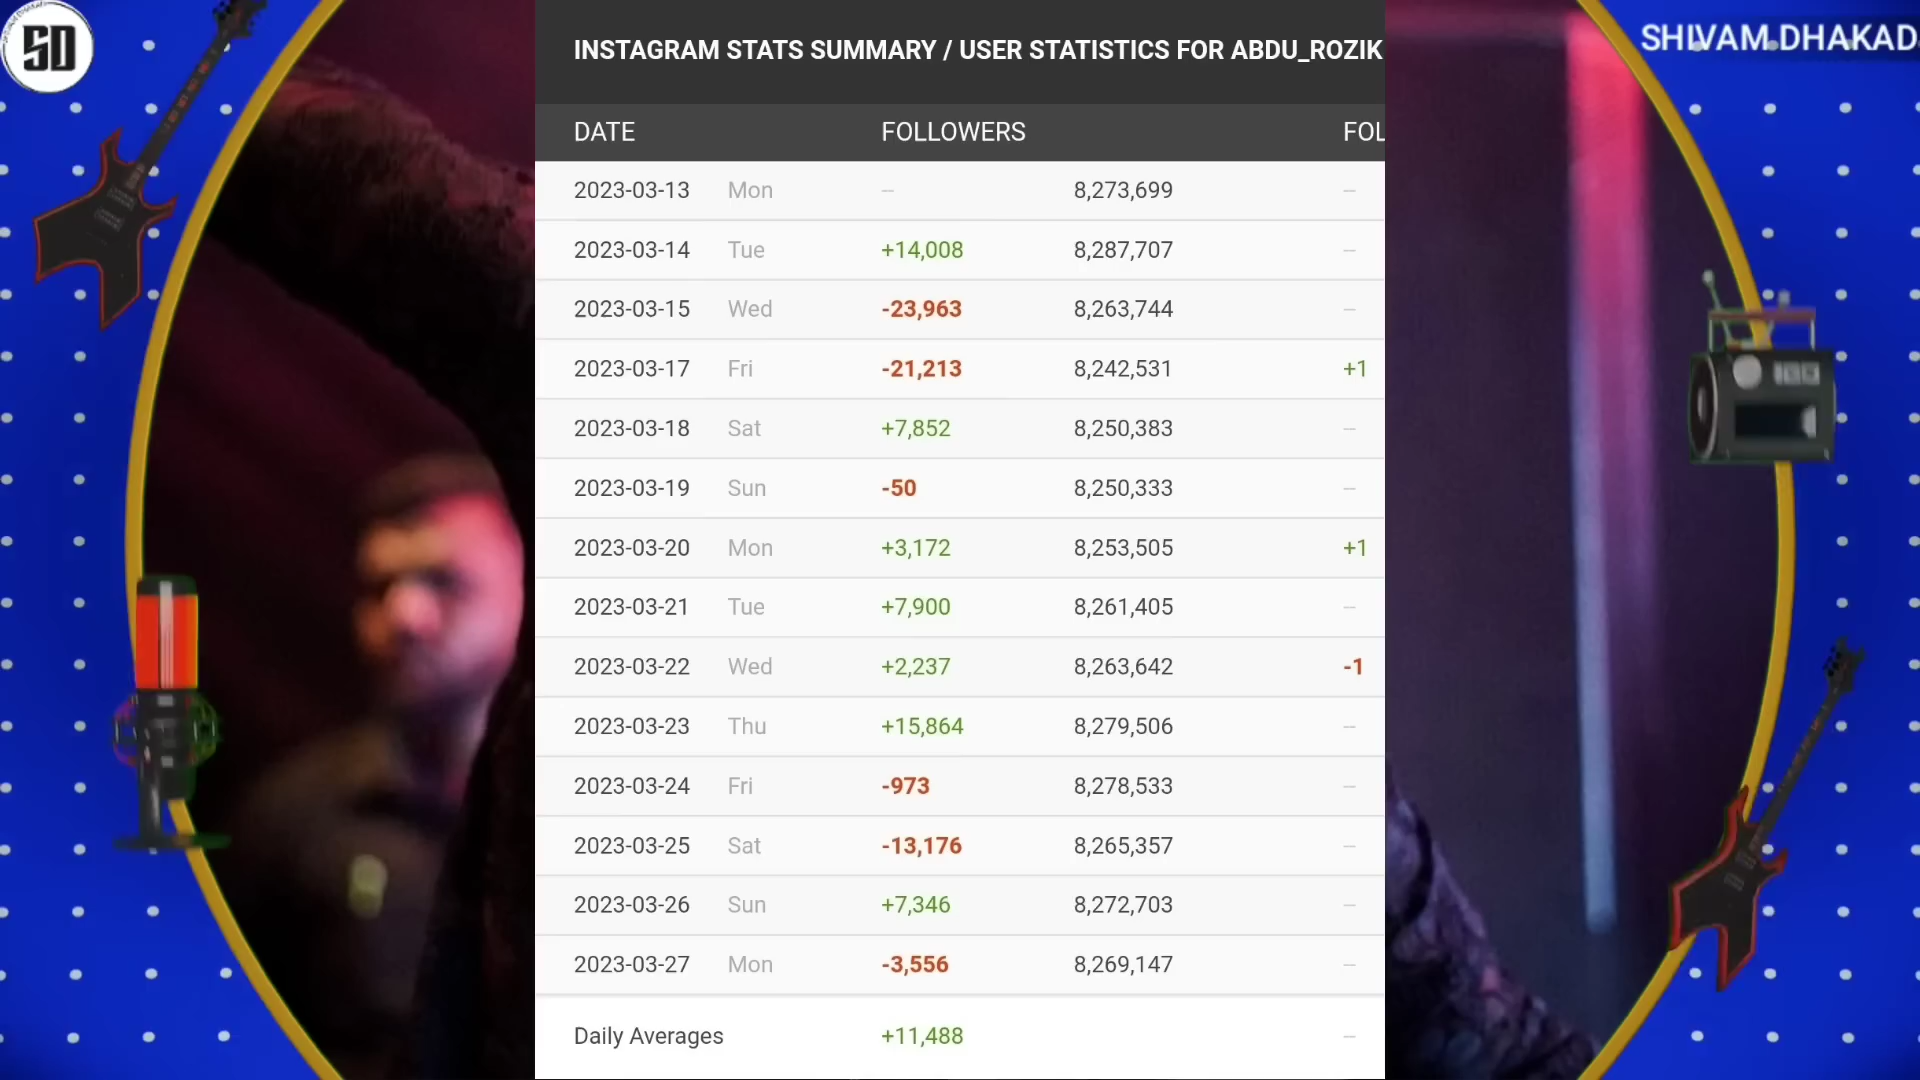 SD
SHIVAM.DHAKAD
INSTAGRAM STATS SUMMARY / USER STATISTICS FOR ABDU_ROZIK
DATE FOLLOWERS FOL
2023-03-13 Mon -- 8,273,699 --
2023-03-14 Tue +14,008 8,287,707 --
2023-03-15 Wed -23,963 8,263,744 --
2023-03-17 Fri -21,213 8,242,531 +1
2023-03-18 Sat +7,852 8,250,383 --
2023-03-19 Sun -50 8,250,333 --
2023-03-20 Mon +3,172 8,253,505 +1
2023-03-21 Tue +7,900 8,261,405 --
2023-03-22 Wed +2,237 8,263,642 -1
2023-03-23 Thu +15,864 8,279,506 --
2023-03-24 Fri -973 8,278,533 --
2023-03-25 Sat -13,176 8,265,357 --
2023-03-26 Sun +7,346 8,272,703 --
2023-03-27 Mon -3,556 8,269,147 --
Daily Averages +11,488 --